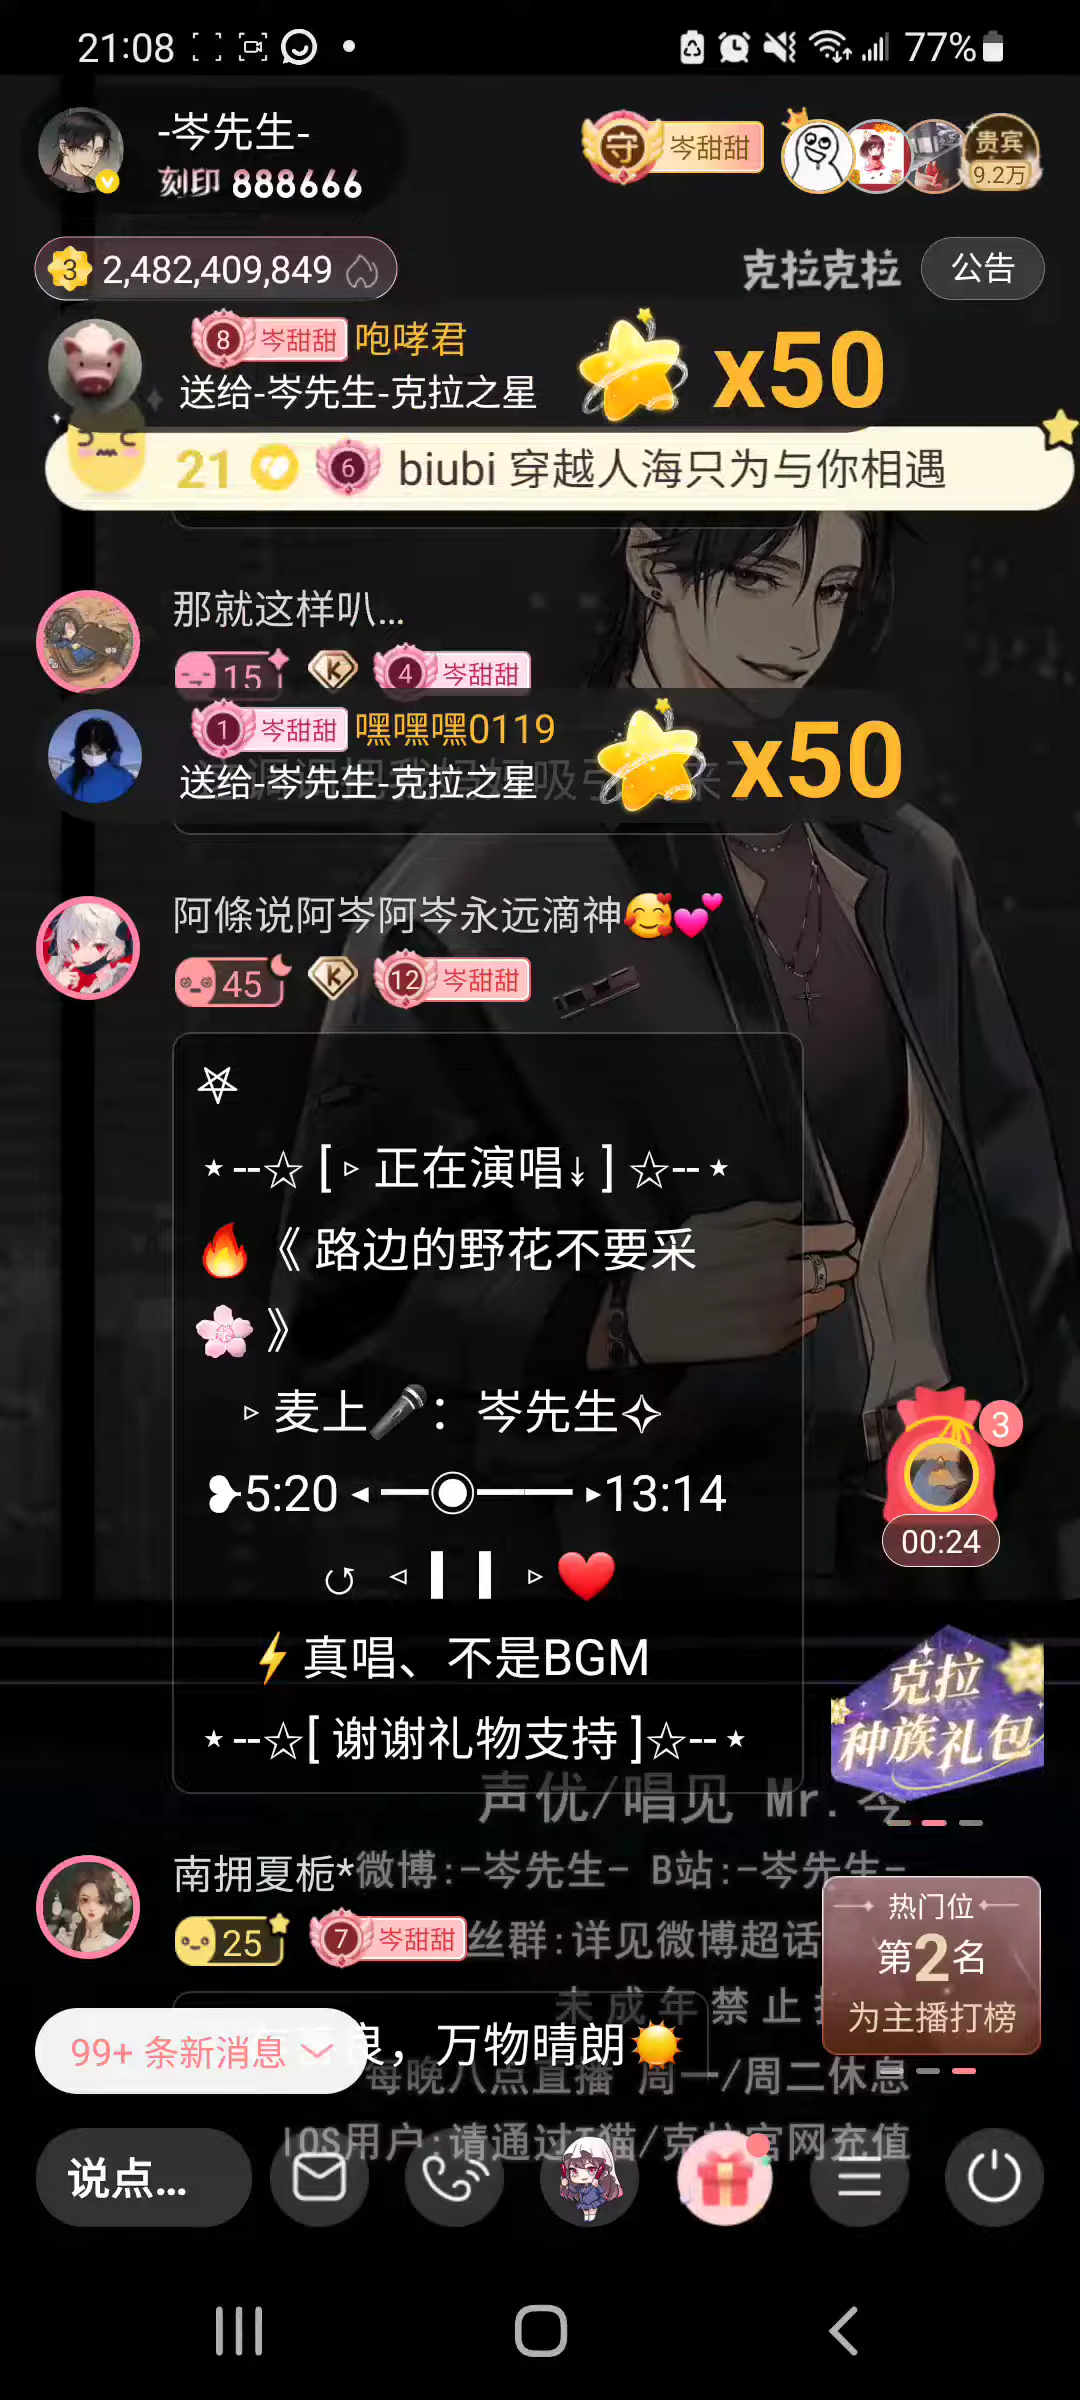 21:08
77%
-岑先生-
刻印 888666
守 岑甜甜
贵宾
9.2万
3 2,482,409,849
克拉克拉
公告
8 岑甜甜 咆哮君
送给-岑先生-克拉之星
x50
21 6 biubi 穿越人海只为与你相遇
那就这样叭...
15 K 4 岑甜甜
1 岑甜甜 嘿嘿嘿0119
送给-岑先生-克拉之星
x50
阿條说阿岑阿岑永远滴神🥰💕
45 K 12 岑甜甜
⛧
⋆--☆ [ ▹ 正在演唱↓ ] ☆--⋆
🔥《 路边的野花不要采
🌸 》
▹ 麦上🎤：岑先生✧
❥5:20 ◂ ━━◉━━━━ ▸13:14
↺ ◃ ▌▐ ▹ ❤️
⚡ 真唱、不是BGM
⋆--☆[ 谢谢礼物支持 ]☆--⋆
3
00:24
克拉
种族礼包
声优/唱见 Mr.岑
南拥夏栀*
微博:-岑先生- B站:-岑先生-
25 7 岑甜甜
丝群:详见微博超话
热门位
第2名
为主播打榜
未成年禁止
99+ 条新消息
良，万物晴朗☀️
每晚八点直播 周一/周二休息
IOS用户:请通过 猫/克拉官网充值
说点...